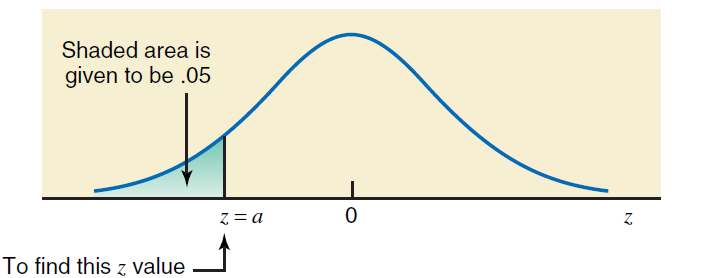 Shaded area is
given to be .05
z = a
0
z
To find this z value